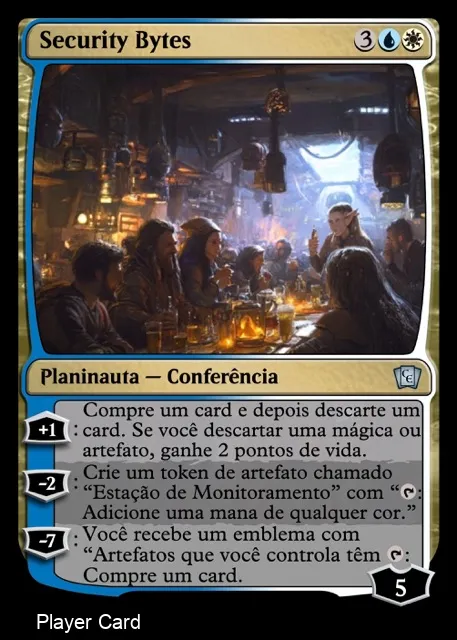 Security Bytes 3
Planinauta — Conferência
+1: Compre um card e depois descarte um
card. Se você descartar uma mágica ou
artefato, ganhe 2 pontos de vida.
-2: Crie um token de artefato chamado
“Estação de Monitoramento” com “:
Adicione uma mana de qualquer cor.”
-7: Você recebe um emblema com
“Artefatos que você controla têm :
Compre um card.
5
Player Card